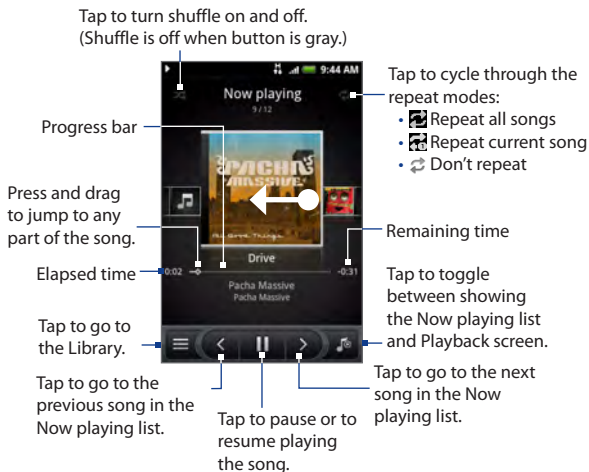 Tap to turn shuffle on and off.
(Shuffle is off when button is gray.)
9:44 AM
Now playing
9 / 12
Tap to cycle through the
repeat modes:
• Repeat all songs
• Repeat current song
• Don't repeat
Progress bar
PACHA'S
MASSIVE
All Good Things
Press and drag
to jump to any
part of the song.
Remaining time
Drive
Elapsed time
0:02
-0:31
Pacha Massive
Pacha Massive
Tap to toggle
between showing
the Now playing list
and Playback screen.
Tap to go to
the Library.
Tap to go to the
previous song in the
Now playing list.
Tap to pause or to
resume playing
the song.
Tap to go to the next
song in the Now
playing list.